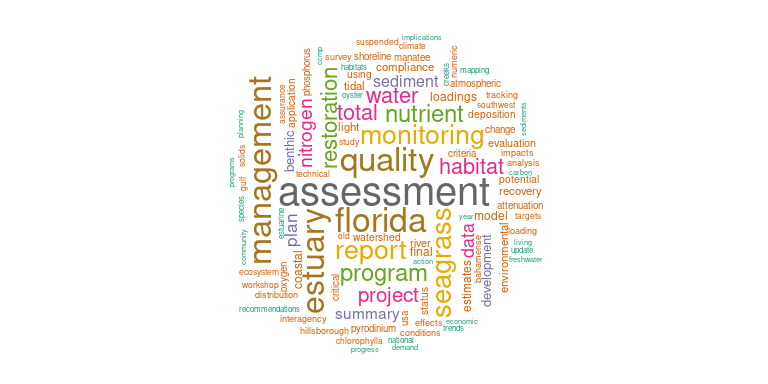 implications
suspended
climate
survey shoreline manatee
ccmp
numeric
habitats compliance
phosphorus
using sediment
creeks
mapping
tidal
atmospheric
assurance
application
oyster water loadings tracking
southwest
management
restoration
nitrogen
total nutrient deposition
sediments
planning
light monitoring change
study
evaluation
benthic
solids
quality criteria impacts
habitat analysis
programs
gulf
technical
carbon
potential
species
assessment recovery
attenuation
community
estuarine
plan
estuary
florida
seagrass
year model targets
data
loading
old watershed river
living
update
bahamense
environmental
freshwater
report final
development
coastal
action
ecosystem
oxygen
program
estimates
workshop
critical
distribution
project
status
recommendations
summary
usa
interagency
effects economic
hillsborough pyrodinium
trends
conditions
chlorophylla national
demand
progress